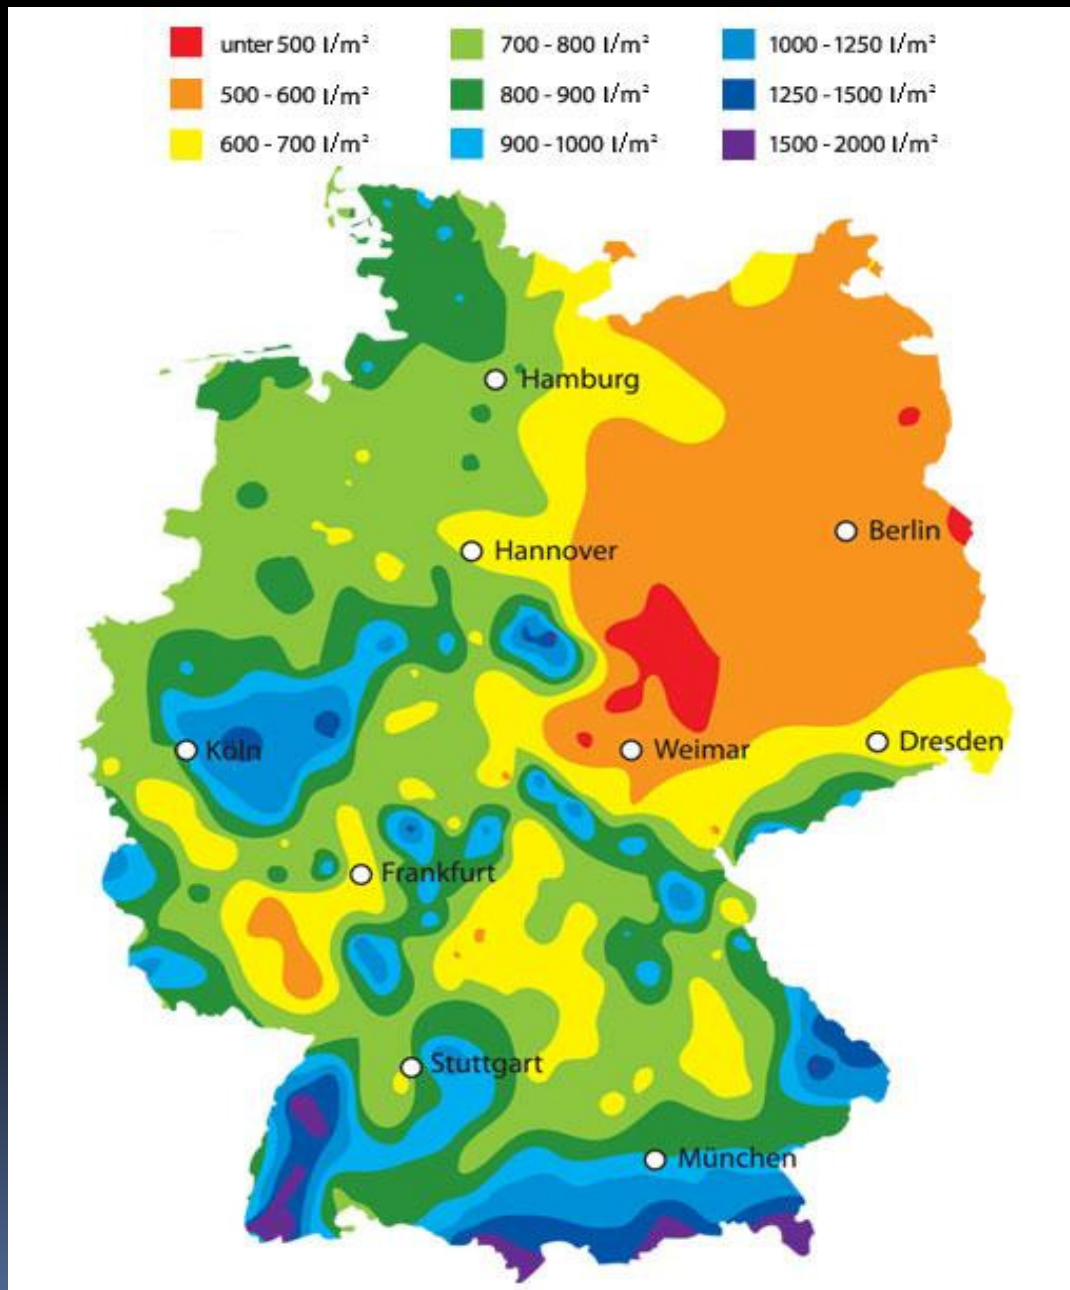 unter 500 l/m²
700 - 800 l/m²
1000 - 1250 l/m²
500 - 600 l/m²
800 - 900 l/m²
1250 - 1500 l/m²
600 - 700 l/m²
900 - 1000 l/m²
1500 - 2000 l/m²
Hamburg
Berlin
Hannover
Dresden
Köln
Weimar
Frankfurt
Stuttgart
München